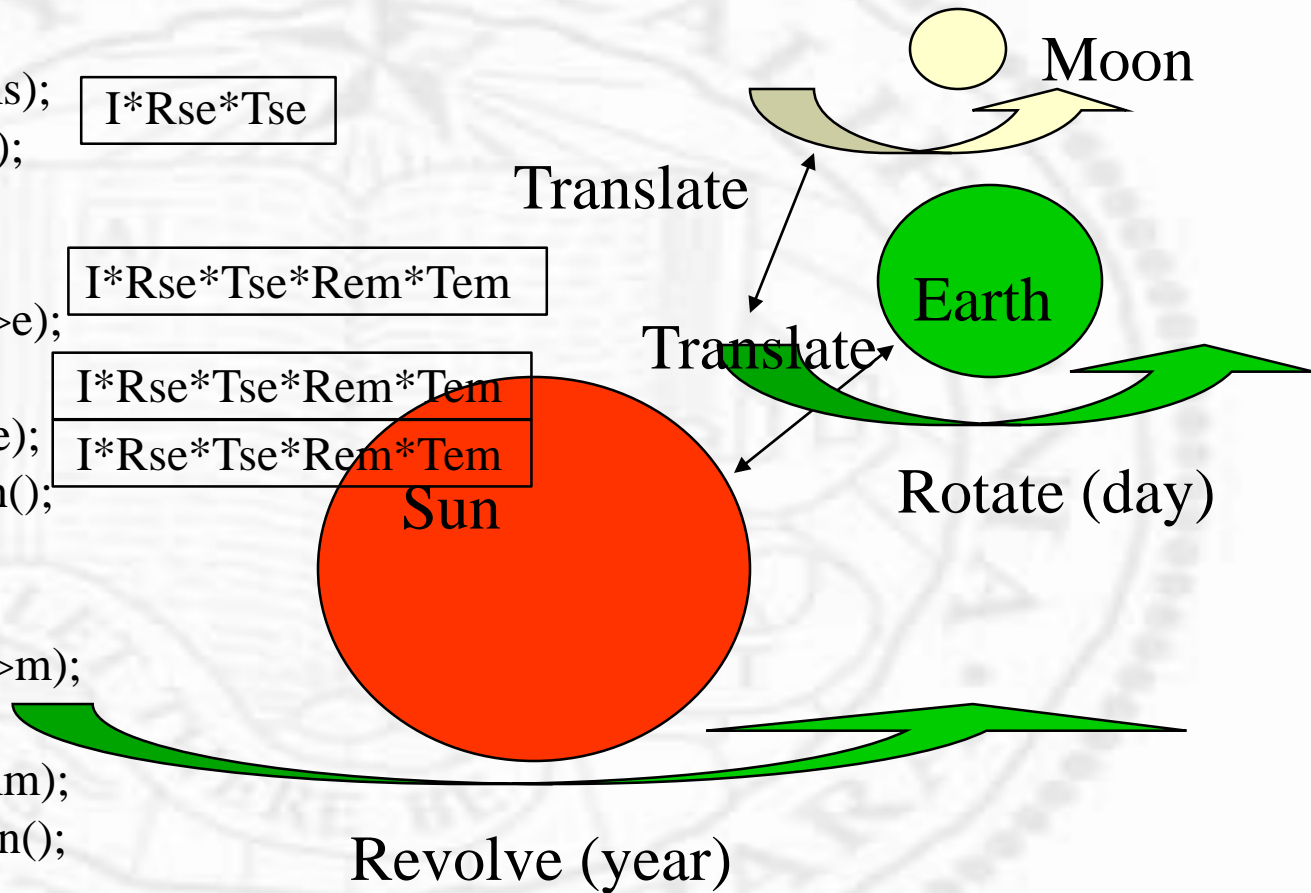 s);
);
I*Rse*Tse
I*Rse*Tse*Rem*Tem
>e);
I*Rse*Tse*Rem*Tem
e);
I*Rse*Tse*Rem*Tem
n();
>m);
m);
n();
Moon
Translate
Earth
Translate
Rotate (day)
Sun
Revolve (year)